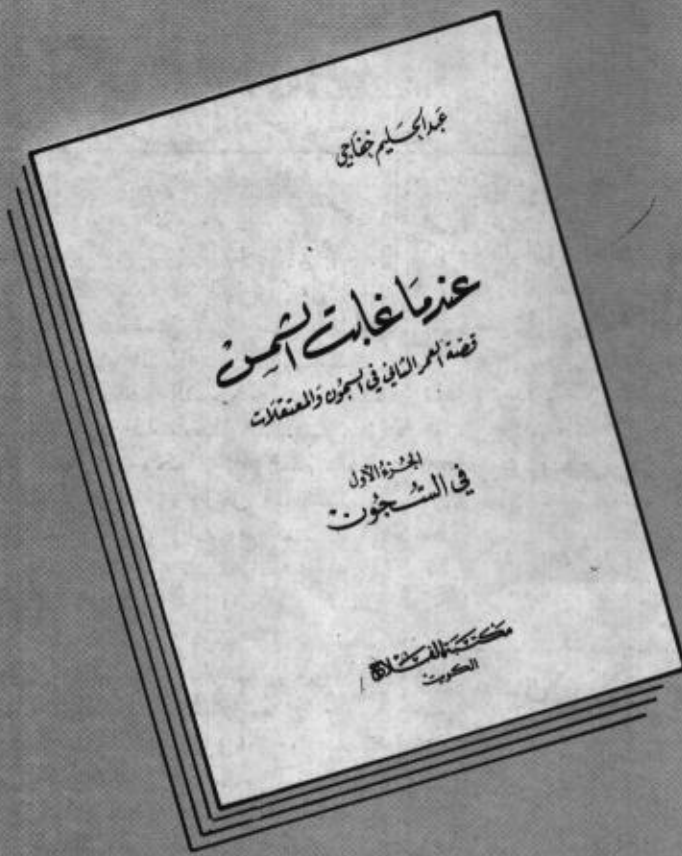 عبد الحليم خفاجي
عندما غابت الشمس
قصة العمر الثاني في السجون والمعتقلات
الجزء الأول
في السجون
مكتبة الفلاح
الكويت